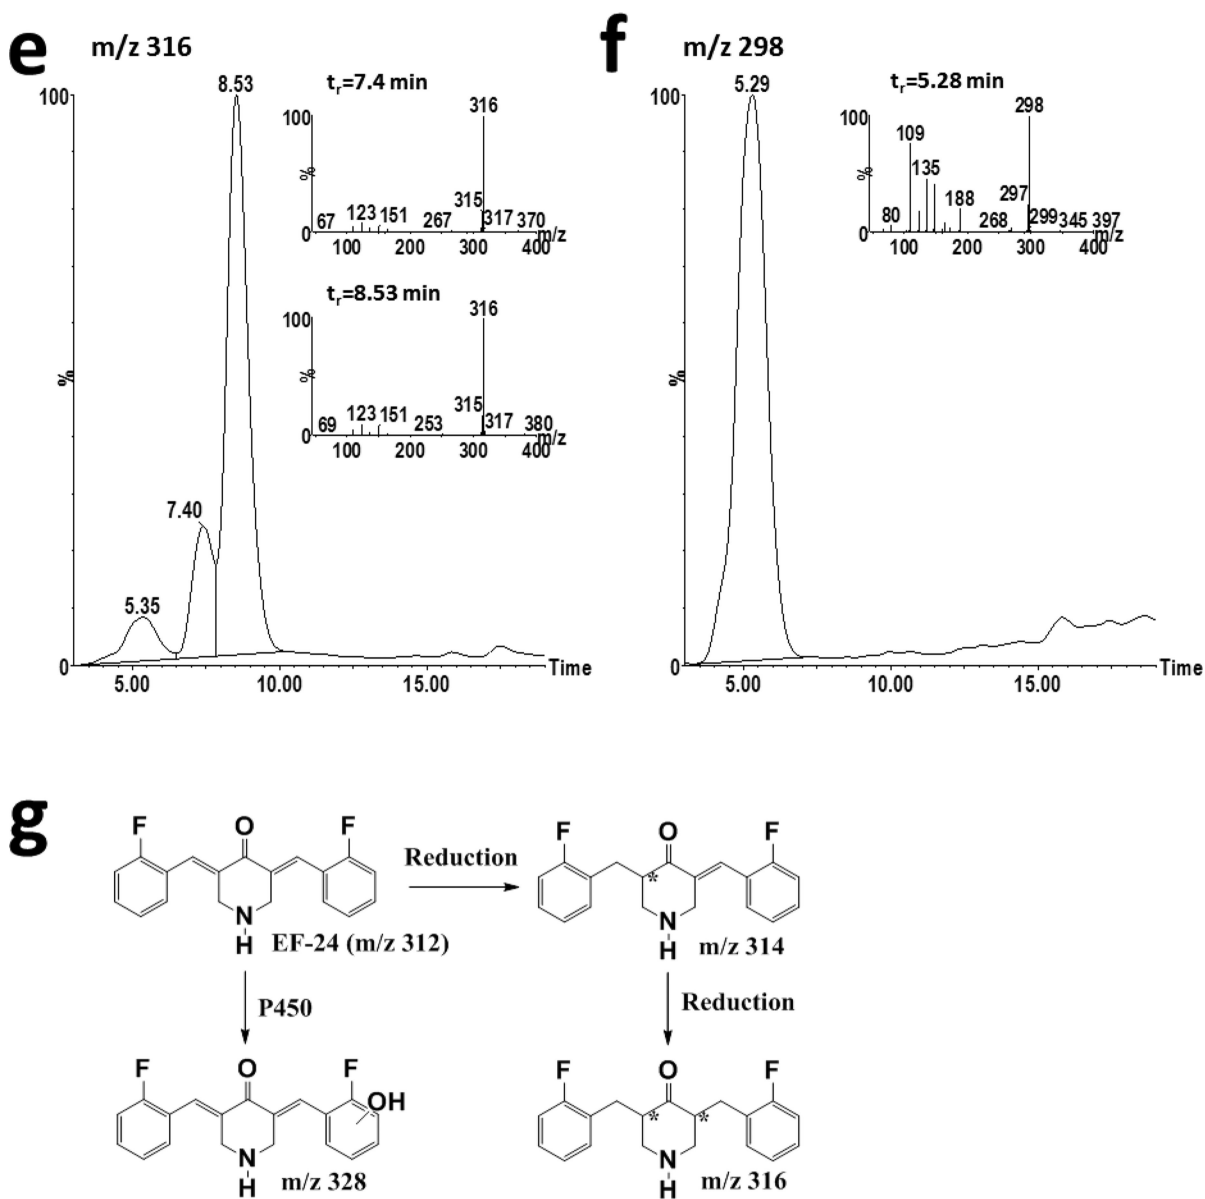 e m/z 316
100
%
0
8.53
7.40
5.35
5.00 10.00 15.00
Time
tr=7.4 min
100
%
0
316
315
67 123 151 267 317 370
100 200 300 400
m/z
tr=8.53 min
100
%
0
316
315
69 123 151 253 317 380
100 200 300 400
m/z
f m/z 298
100
%
0
5.29
5.00 10.00 15.00
Time
tr=5.28 min
100
%
0
298
109
135
297
188
80 268 299 345 397
100 200 300 400
m/z
g
F O F
N
H
EF-24 (m/z 312)
Reduction
F O F
*
N
H
m/z 314
P450
Reduction
F O F
OH
N
H
m/z 328
F O F
* *
N
H
m/z 316